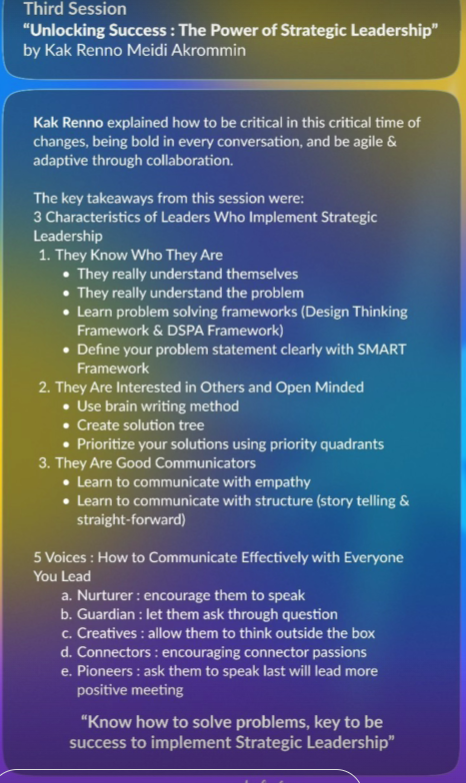 Third Session
“Unlocking Success : The Power of Strategic Leadership”
by Kak Renno Meidi Akrommin
Kak Renno explained how to be critical in this critical time of
changes, being bold in every conversation, and be agile &
adaptive through collaboration.
The key takeaways from this session were:
3 Characteristics of Leaders Who Implement Strategic
Leadership
1. They Know Who They Are
• They really understand themselves
• They really understand the problem
• Learn problem solving frameworks (Design Thinking
Framework & DSPA Framework)
• Define your problem statement clearly with SMART
Framework
2. They Are Interested in Others and Open Minded
• Use brain writing method
• Create solution tree
• Prioritize your solutions using priority quadrants
3. They Are Good Communicators
• Learn to communicate with empathy
• Learn to communicate with structure (story telling &
straight-forward)
5 Voices : How to Communicate Effectively with Everyone
You Lead
a. Nurturer : encourage them to speak
b. Guardian : let them ask through question
c. Creatives : allow them to think outside the box
d. Connectors : encouraging connector passions
e. Pioneers : ask them to speak last will lead more
positive meeting
“Know how to solve problems, key to be
success to implement Strategic Leadership”